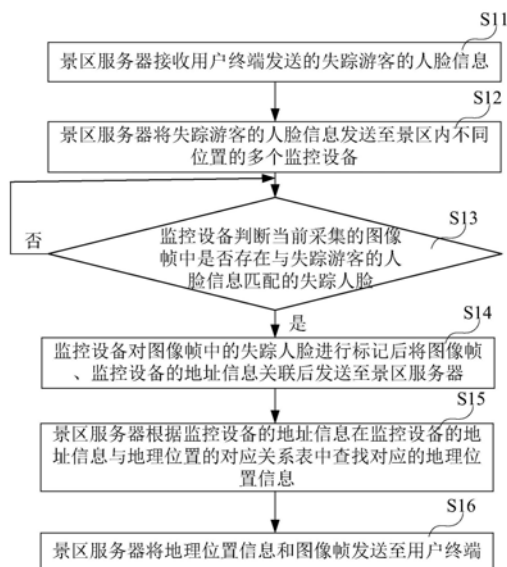 S11
景区服务器接收用户终端发送的失踪游客的人脸信息
S12
景区服务器将失踪游客的人脸信息发送至景区内不同
位置的多个监控设备
S13
否
监控设备判断当前采集的图像
帧中是否存在与失踪游客的人
脸信息匹配的失踪人脸
是
S14
监控设备对图像帧中的失踪人脸进行标记后将图像帧
、监控设备的地址信息关联后发送至景区服务器
S15
景区服务器根据监控设备的地址信息在监控设备的地
址信息与地理位置的对应关系表中查找对应的地理位
置信息
S16
景区服务器将地理位置信息和图像帧发送至用户终端